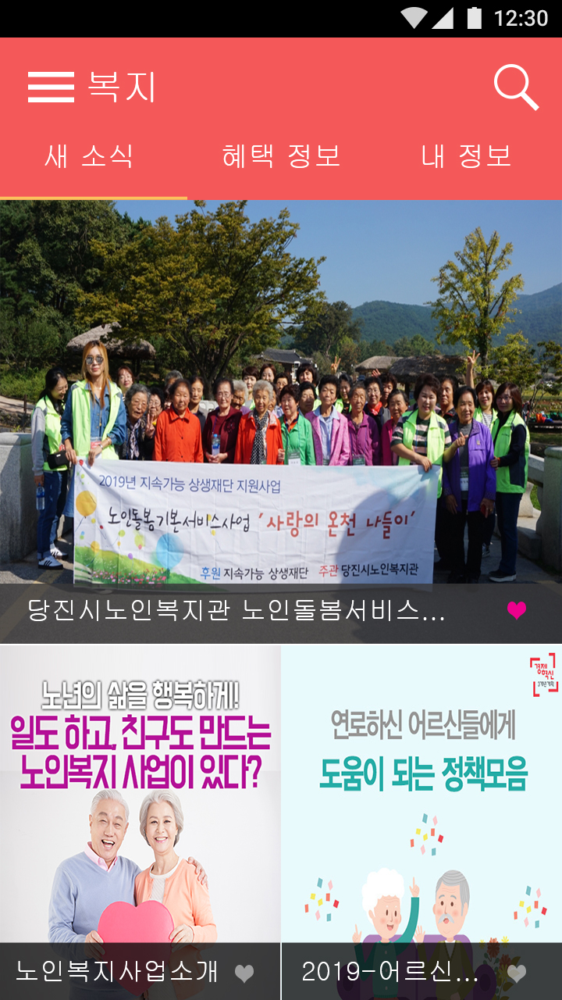 12:30
복지
새 소식 혜택 정보 내 정보
2019년 지속가능 상생재단 지원사업
노인돌봄기본서비스사업 '사랑의 온천 나들이'
후원 지속가능 상생재단 주관 당진시노인복지관
당진시노인복지관 노인돌봄서비스...
노년의 삶을 행복하게!
일도 하고, 친구도 만드는
노인복지 사업이 있다?
노인복지사업소개
경제
혁신
3개년 계획
연로하신 어르신들에게
도움이 되는 정책모음
2019-어르신...